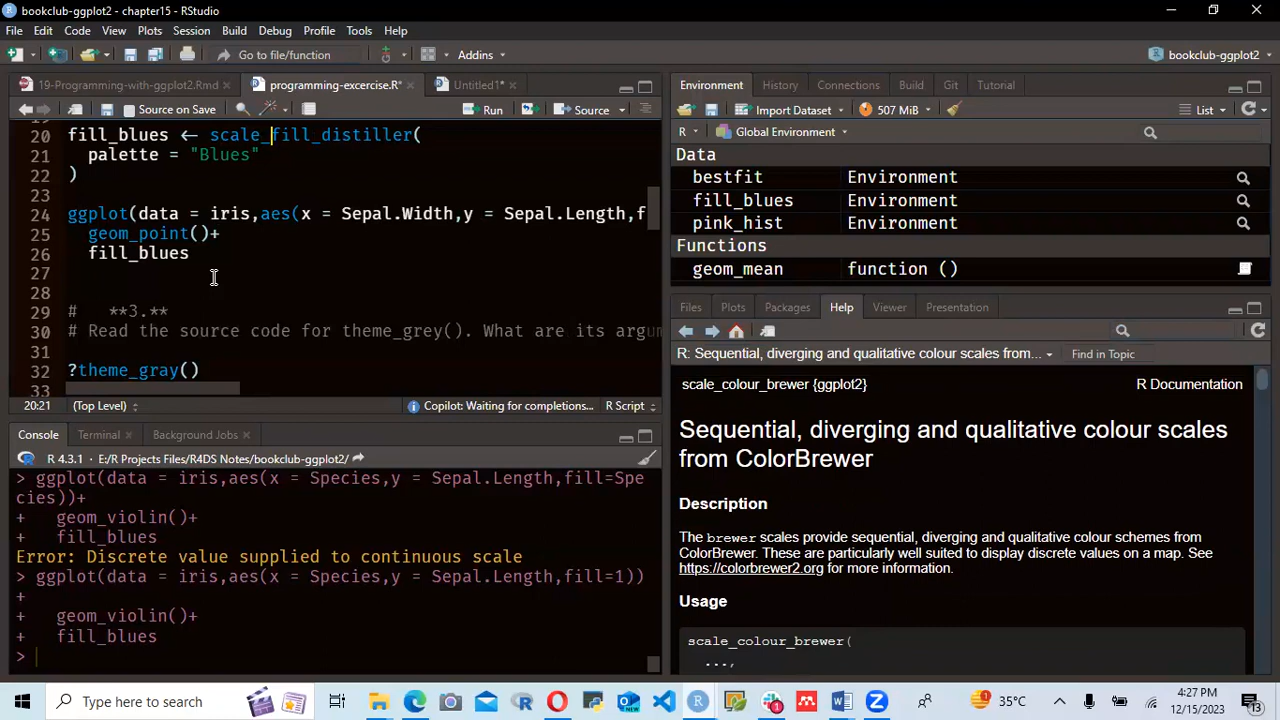 bookclub-ggplot2 - chapter15 - RStudio
File Edit Code View Plots Session Build Debug Profile Tools Help
Go to file/function Addins bookclub-ggplot2
19-Programming-with-ggplot2.Rmd programming-excercise.R* Untitled1*
Source on Save Run Source
20 fill_blues ← scale_fill_distiller(
21 palette = "Blues"
22 )
23
24 ggplot(data = iris,aes(x = Sepal.Width,y = Sepal.Length,f
25 geom_point()+
26 fill_blues
27
28
29 # **3.**
30 # Read the source code for theme_grey(). What are its argu
31
32 ?theme_gray()
33
20:21 (Top Level) Copilot: Waiting for completions... R Script
Console Terminal Background Jobs
R 4.3.1 · E:/R Projects Files/R4DS Notes/bookclub-ggplot2/
> ggplot(data = iris,aes(x = Species,y = Sepal.Length,fill=Spe
cies))+
+ geom_violin()+
+ fill_blues
Error: Discrete value supplied to continuous scale
> ggplot(data = iris,aes(x = Species,y = Sepal.Length,fill=1))
+
+ geom_violin()+
+ fill_blues
>
Environment History Connections Build Git Tutorial
Import Dataset 507 MiB List
R Global Environment
Data
bestfit Environment
fill_blues Environment
pink_hist Environment
Functions
geom_mean function ()
Files Plots Packages Help Viewer Presentation
R: Sequential, diverging and qualitative colour scales from... Find in Topic
scale_colour_brewer {ggplot2} R Documentation
Sequential, diverging and qualitative colour scales
from ColorBrewer
Description
The brewer scales provide sequential, diverging and qualitative colour schemes from
ColorBrewer. These are particularly well suited to display discrete values on a map. See
https://colorbrewer2.org for more information.
Usage
scale_colour_brewer(
...,
Type here to search
35°C
4:27 PM
12/15/2023
13